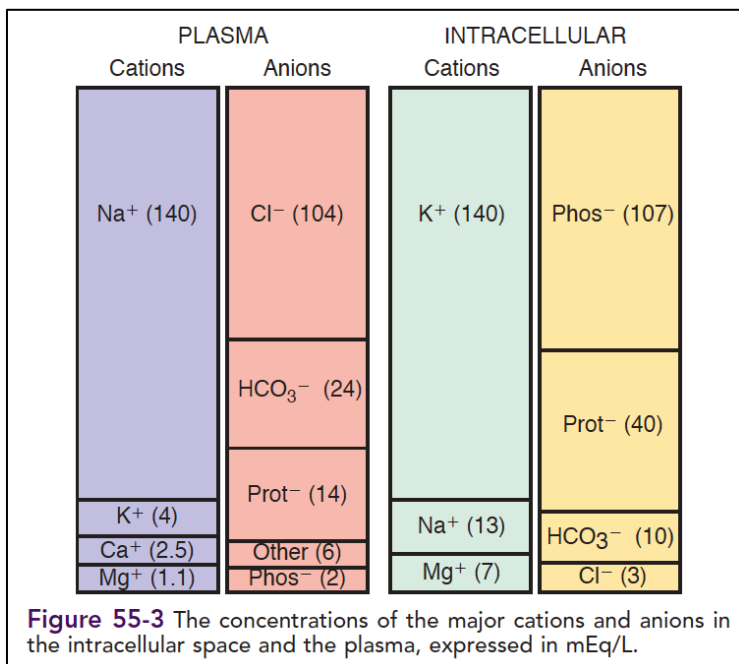 PLASMA INTRACELLULAR
Cations Anions Cations Anions
Na⁺ (140)
K⁺ (4)
Ca⁺ (2.5)
Mg⁺ (1.1)
Cl⁻ (104)
HCO₃⁻ (24)
Prot⁻ (14)
Other (6)
Phos⁻ (2)
K⁺ (140)
Na⁺ (13)
Mg⁺ (7)
Phos⁻ (107)
Prot⁻ (40)
HCO₃⁻ (10)
Cl⁻ (3)
Figure 55-3 The concentrations of the major cations and anions in
the intracellular space and the plasma, expressed in mEq/L.